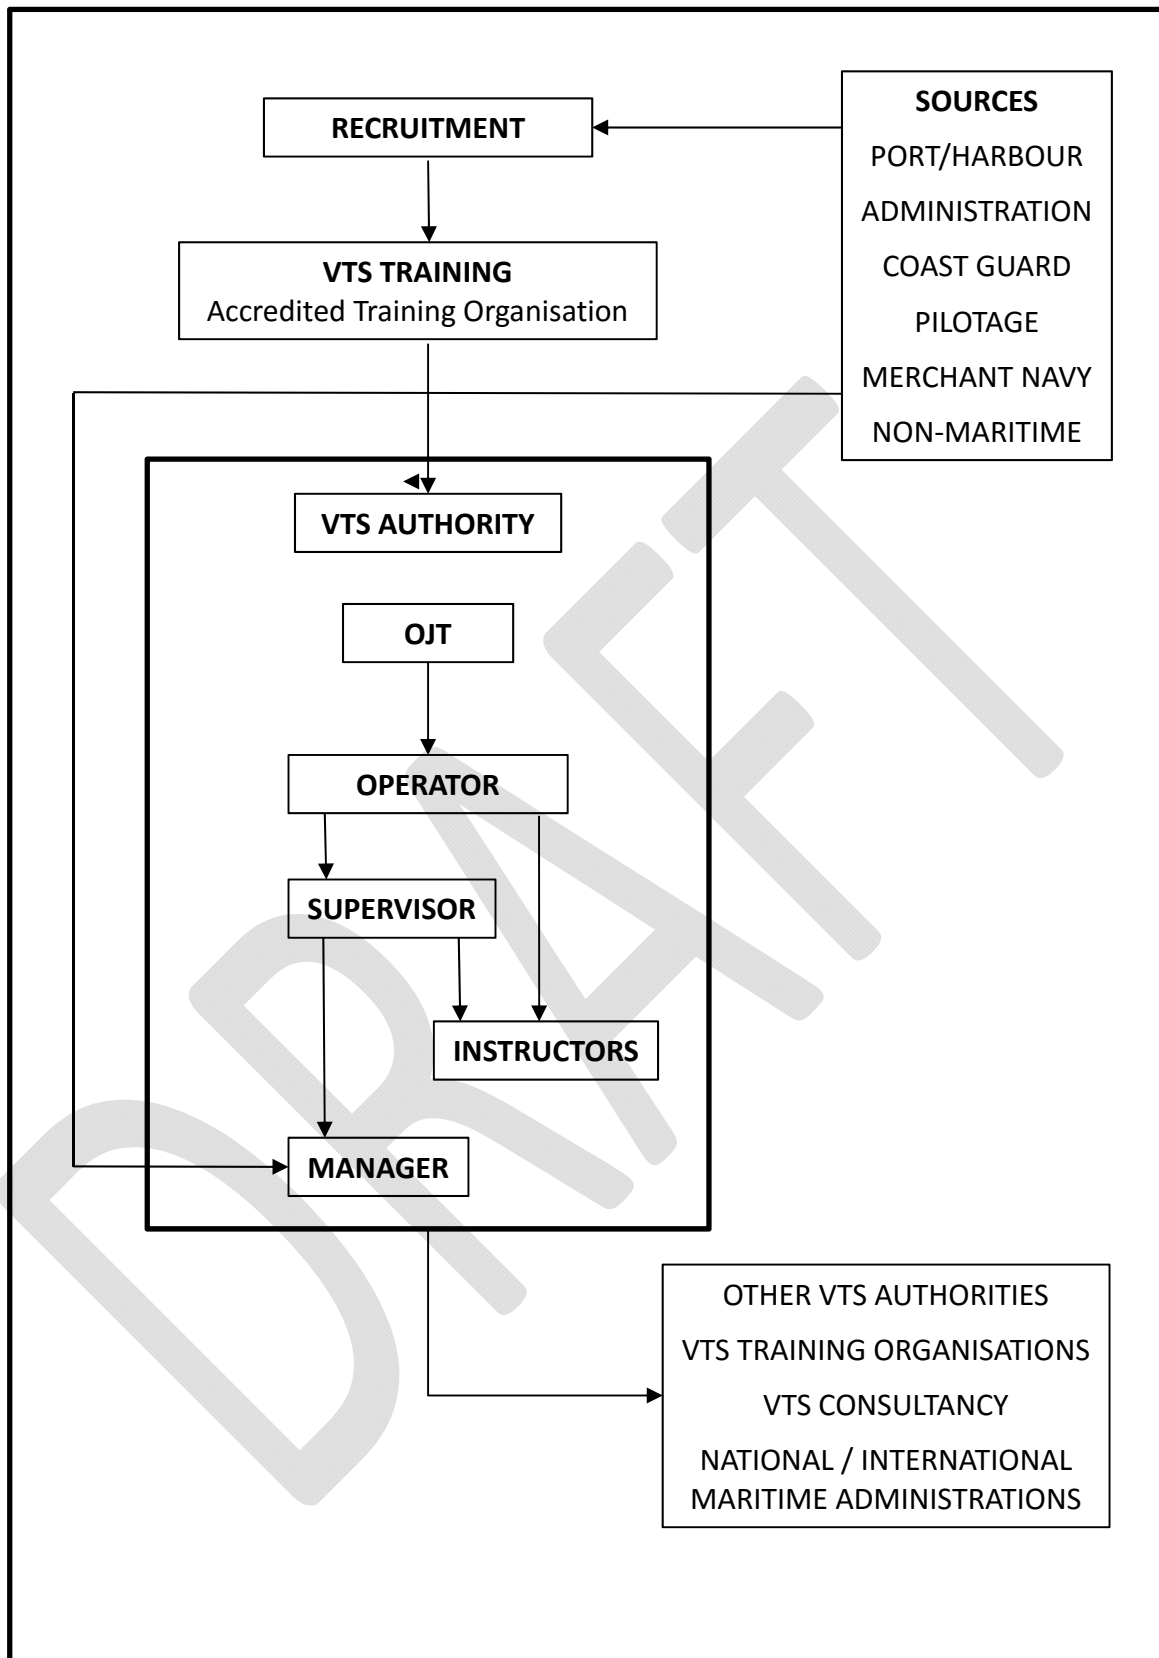 RECRUITMENT
SOURCES
PORT/HARBOUR
ADMINISTRATION
COAST GUARD
PILOTAGE
MERCHANT NAVY
NON-MARITIME
VTS TRAINING
Accredited Training Organisation
VTS AUTHORITY
OJT
OPERATOR
SUPERVISOR
INSTRUCTORS
MANAGER
OTHER VTS AUTHORITIES
VTS TRAINING ORGANISATIONS
VTS CONSULTANCY
NATIONAL / INTERNATIONAL
MARITIME ADMINISTRATIONS
DRAFT